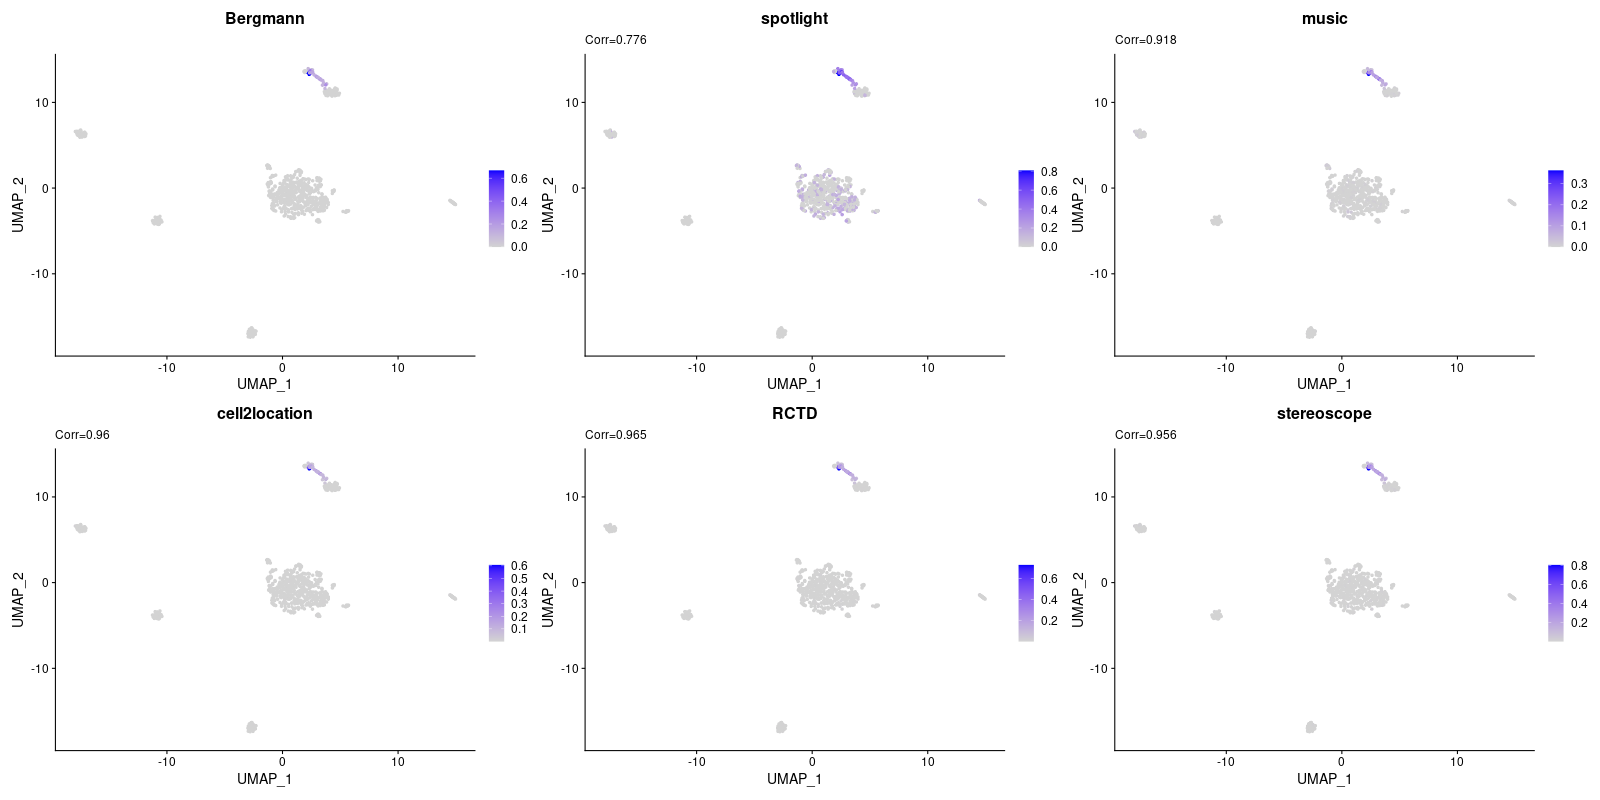 Bergmann
10
0
-10
UMAP_2
-10 0 10
UMAP_1
0.6
0.4
0.2
0.0
spotlight
Corr=0.776
10
0
-10
UMAP_2
-10 0 10
UMAP_1
0.8
0.6
0.4
0.2
0.0
music
Corr=0.918
10
0
-10
UMAP_2
-10 0 10
UMAP_1
0.3
0.2
0.1
0.0
cell2location
Corr=0.96
10
0
-10
UMAP_2
-10 0 10
UMAP_1
0.6
0.5
0.4
0.3
0.2
0.1
RCTD
Corr=0.965
10
0
-10
UMAP_2
-10 0 10
UMAP_1
0.6
0.4
0.2
stereoscope
Corr=0.956
10
0
-10
UMAP_2
-10 0 10
UMAP_1
0.8
0.6
0.4
0.2